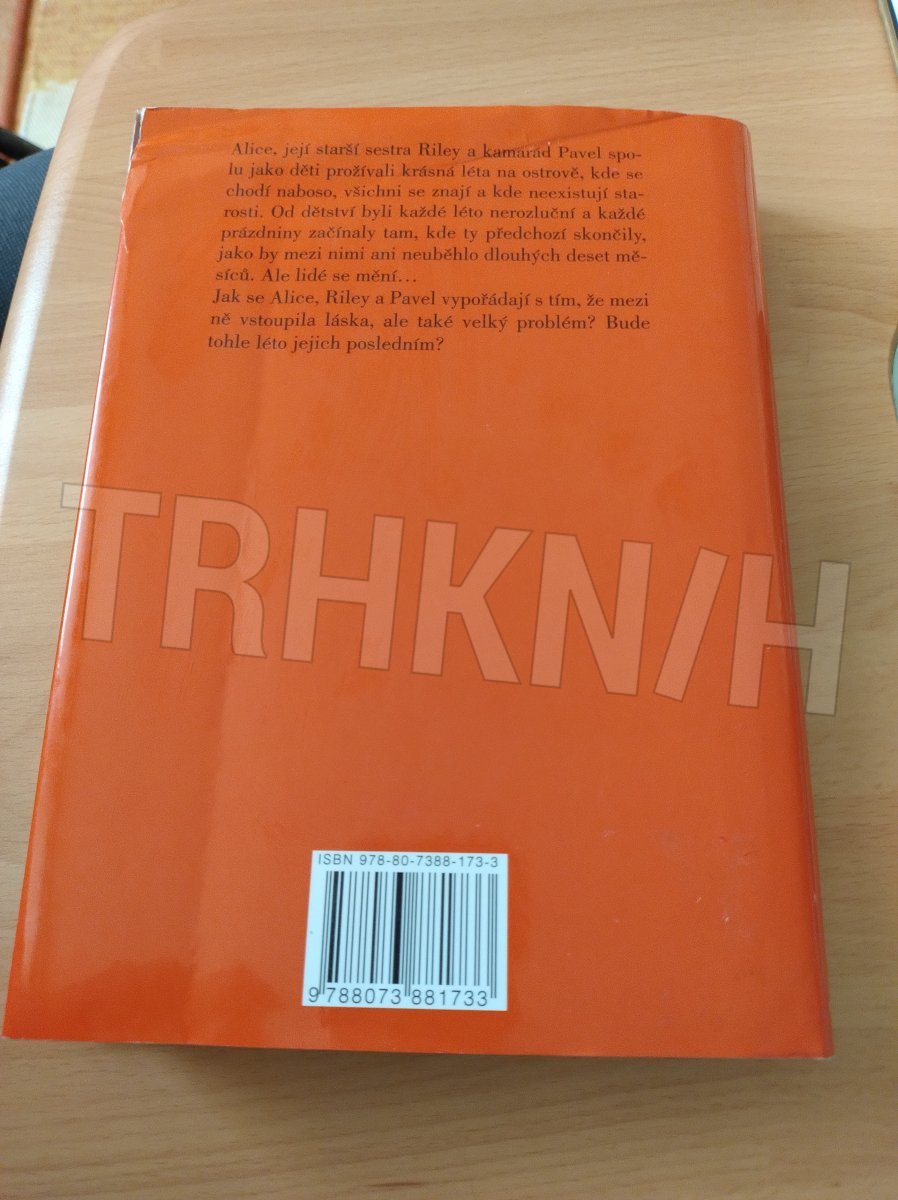 Alice, její starší sestra Riley a kamarád Pavel spo-
lu jako děti prožívali krásná léta na ostrově, kde se
chodí naboso, všichni se znají a kde neexistují sta-
rosti. Od dětství byli každé léto nerozluční a každé
prázdniny začínaly tam, kde ty předchozí skončily,
jako by mezi nimi ani neuběhlo dlouhých deset mě-
síců. Ale lidé se mění...
Jak se Alice, Riley a Pavel vypořádají s tím, že mezi
ně vstoupila láska, ale také velký problém? Bude
tohle léto jejich posledním?
TRHKN/H
ISBN 978-80-7388-173-3
9 788073 881733